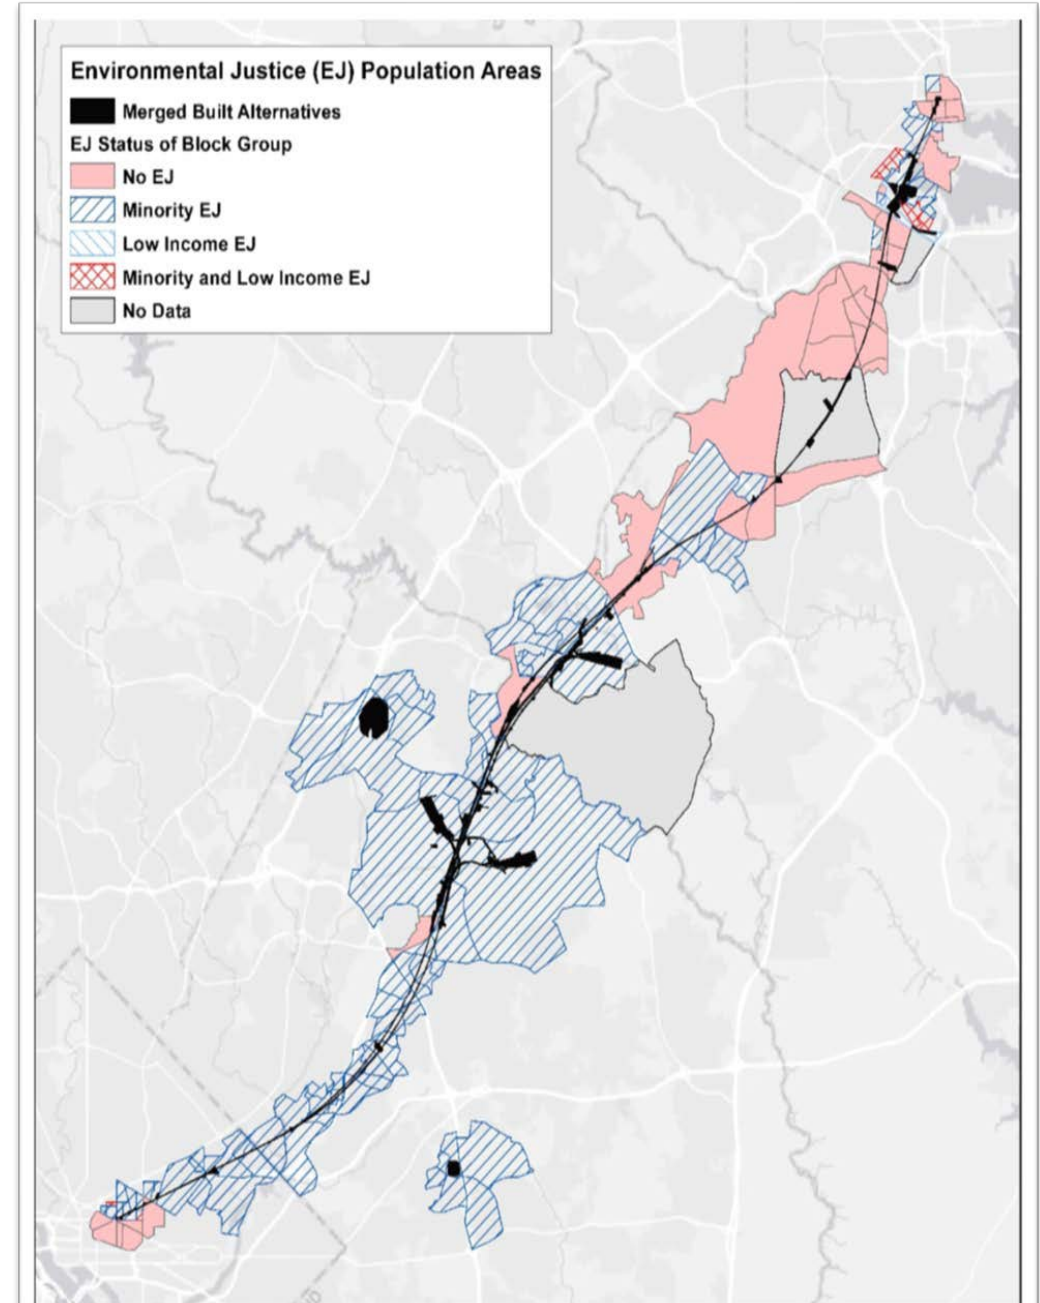 Environmental Justice (EJ) Population Areas
Merged Built Alternatives
EJ Status of Block Group
No EJ
Minority EJ
Low Income EJ
Minority and Low Income EJ
No Data